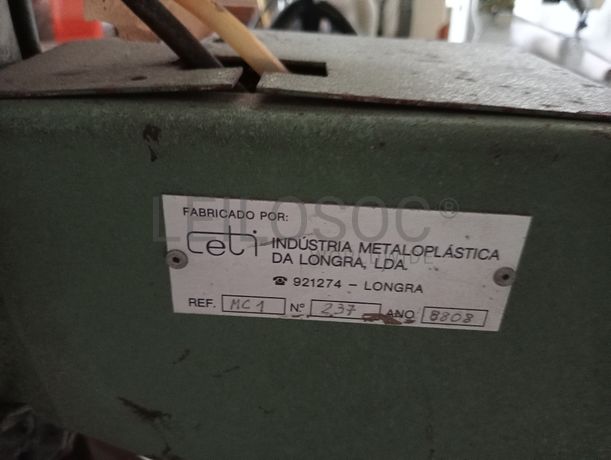 FABRICADO POR:
Ceti INDÚSTRIA METALOPLÁSTICA
DA LONGRA, LDA.
☎ 921274 - LONGRA
REF. MC1 Nº 237 ANO 8808
LEILOSOC®